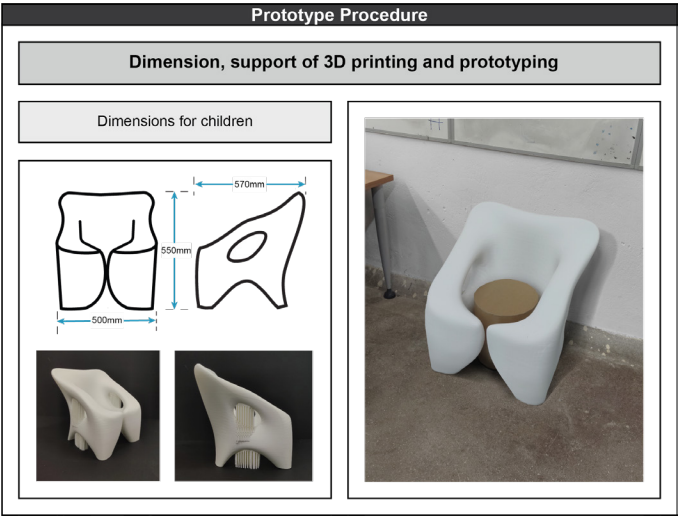 Prototype Procedure
Dimension, support of 3D printing and prototyping
Dimensions for children
570mm
550mm
500mm